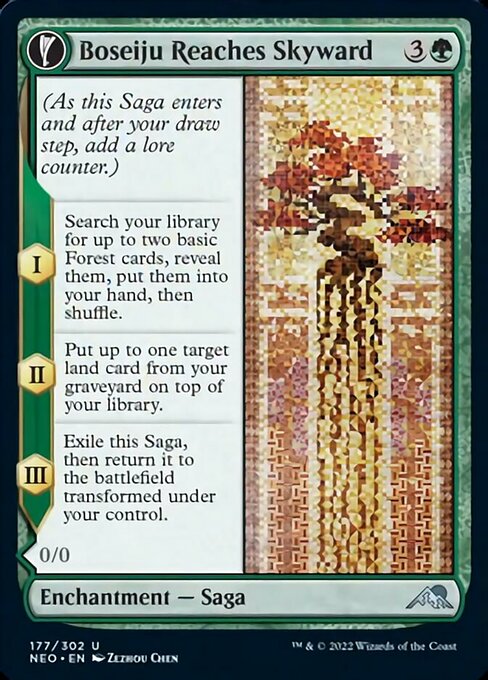 Boseiju Reaches Skyward 3
(As this Saga enters
and after your draw
step, add a lore
counter.)
I
Search your library
for up to two basic
Forest cards, reveal
them, put them into
your hand, then
shuffle.
II
Put up to one target
land card from your
graveyard on top of
your library.
III
Exile this Saga,
then return it to
the battlefield
transformed under
your control.
0/0
Enchantment — Saga
177/302 U
NEO • EN Zezhou Chen
™ & © 2022 Wizards of the Coast